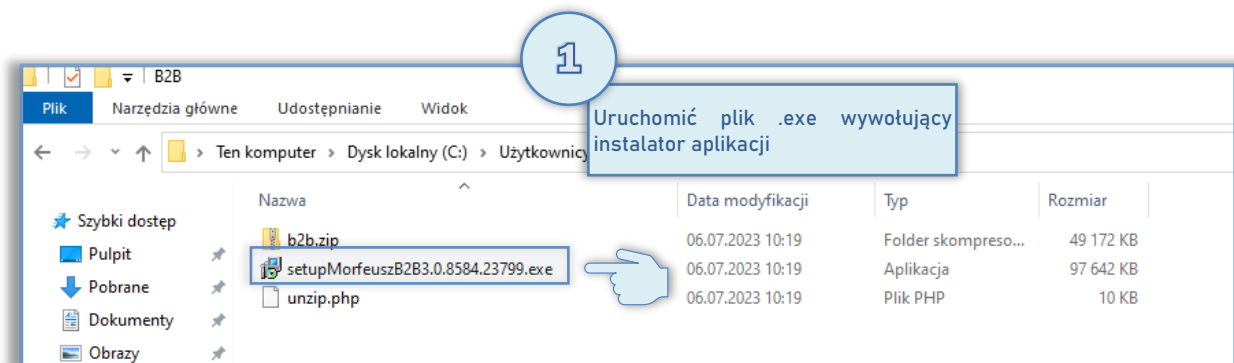 1
B2B
Plik Narzędzia główne Udostępnianie Widok
Uruchomić plik .exe wywołujący
instalator aplikacji
Ten komputer > Dysk lokalny (C:) > Użytkownicy
Nazwa Data modyfikacji Typ Rozmiar
Szybki dostęp
b2b.zip 06.07.2023 10:19 Folder skompreso... 49 172 KB
Pulpit
setupMorfeuszB2B3.0.8584.23799.exe 06.07.2023 10:19 Aplikacja 97 642 KB
Pobrane
unzip.php 06.07.2023 10:19 Plik PHP 10 KB
Dokumenty
Obrazy